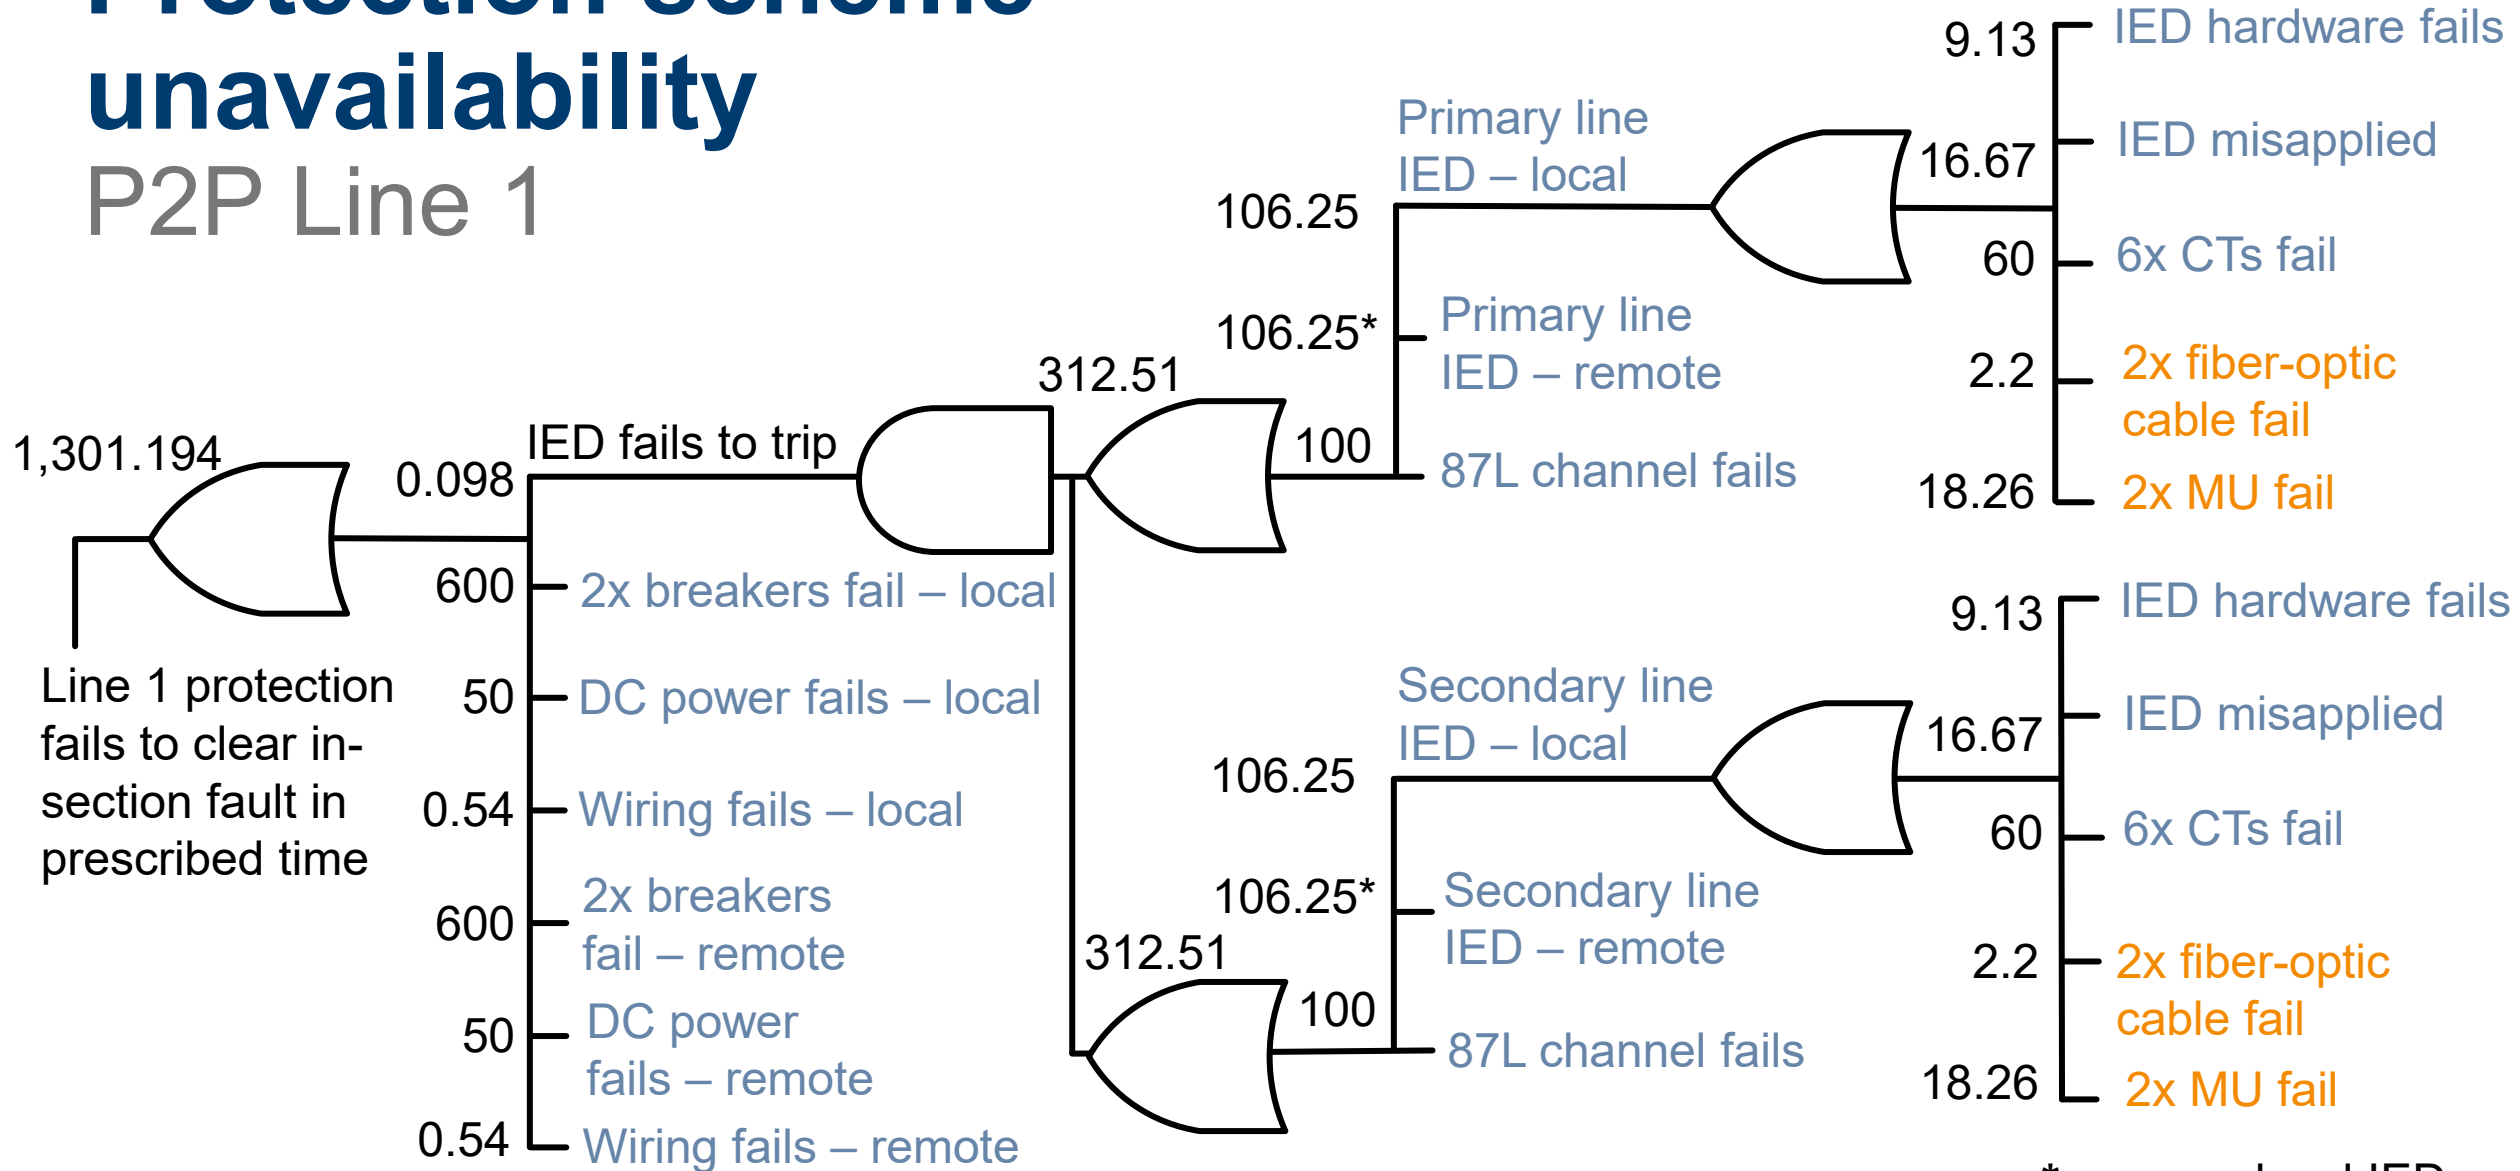 Protection scheme
unavailability
P2P Line 1
1,301.194
Line 1 protection
fails to clear in-
section fault in
prescribed time
0.098
IED fails to trip
600
2x breakers fail – local
50
DC power fails – local
0.54
Wiring fails – local
600
2x breakers
fail – remote
50
DC power
fails – remote
0.54
Wiring fails – remote
312.51
106.25
Primary line
IED – local
106.25*
Primary line
IED – remote
100
87L channel fails
9.13
IED hardware fails
16.67
IED misapplied
60
6x CTs fail
2.2
2x fiber-optic
cable fail
18.26
2x MU fail
312.51
106.25
Secondary line
IED – local
106.25*
Secondary line
IED – remote
100
87L channel fails
9.13
IED hardware fails
16.67
IED misapplied
60
6x CTs fail
2.2
2x fiber-optic
cable fail
18.26
2x MU fail
IED